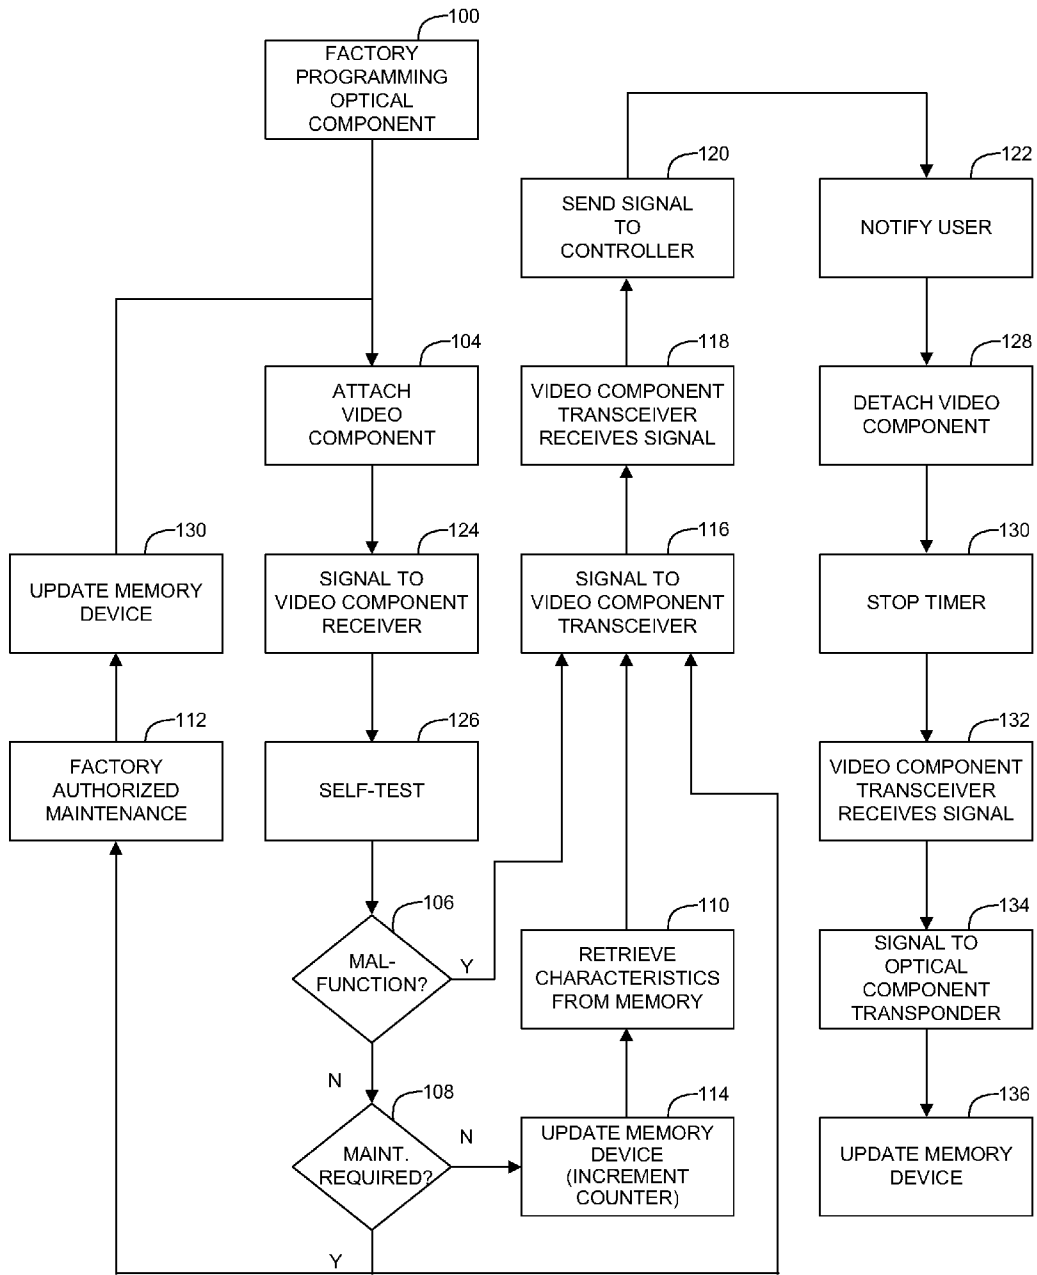 100
FACTORY
PROGRAMMING
OPTICAL
COMPONENT
104
ATTACH
VIDEO
COMPONENT
124
SIGNAL TO
VIDEO COMPONENT
RECEIVER
126
SELF-TEST
106
MAL-
FUNCTION?
Y
N
108
MAINT.
REQUIRED?
N
Y
112
FACTORY
AUTHORIZED
MAINTENANCE
130
UPDATE MEMORY
DEVICE
114
UPDATE MEMORY
DEVICE
(INCREMENT
COUNTER)
110
RETRIEVE
CHARACTERISTICS
FROM MEMORY
116
SIGNAL TO
VIDEO COMPONENT
TRANSCEIVER
118
VIDEO COMPONENT
TRANSCEIVER
RECEIVES SIGNAL
120
SEND SIGNAL
TO
CONTROLLER
122
NOTIFY USER
128
DETACH VIDEO
COMPONENT
130
STOP TIMER
132
VIDEO COMPONENT
TRANSCEIVER
RECEIVES SIGNAL
134
SIGNAL TO
OPTICAL
COMPONENT
TRANSPONDER
136
UPDATE MEMORY
DEVICE